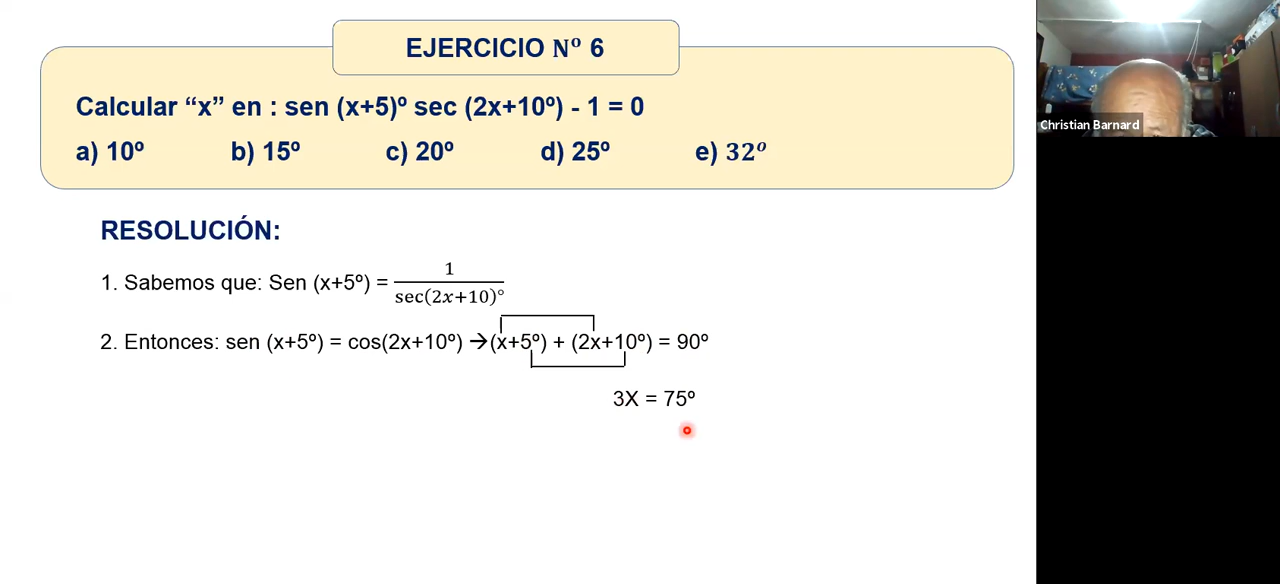 EJERCICIO Nº 6
Calcular “x” en : sen (x+5)º sec (2x+10º) - 1 = 0
a) 10º b) 15º c) 20º d) 25º e) 32º
Christian Barnard
RESOLUCIÓN:
1. Sabemos que: Sen (x+5º) = 1 / sec(2x+10)°
2. Entonces: sen (x+5º) = cos(2x+10º) →(x+5º) + (2x+10º) = 90º
3X = 75º